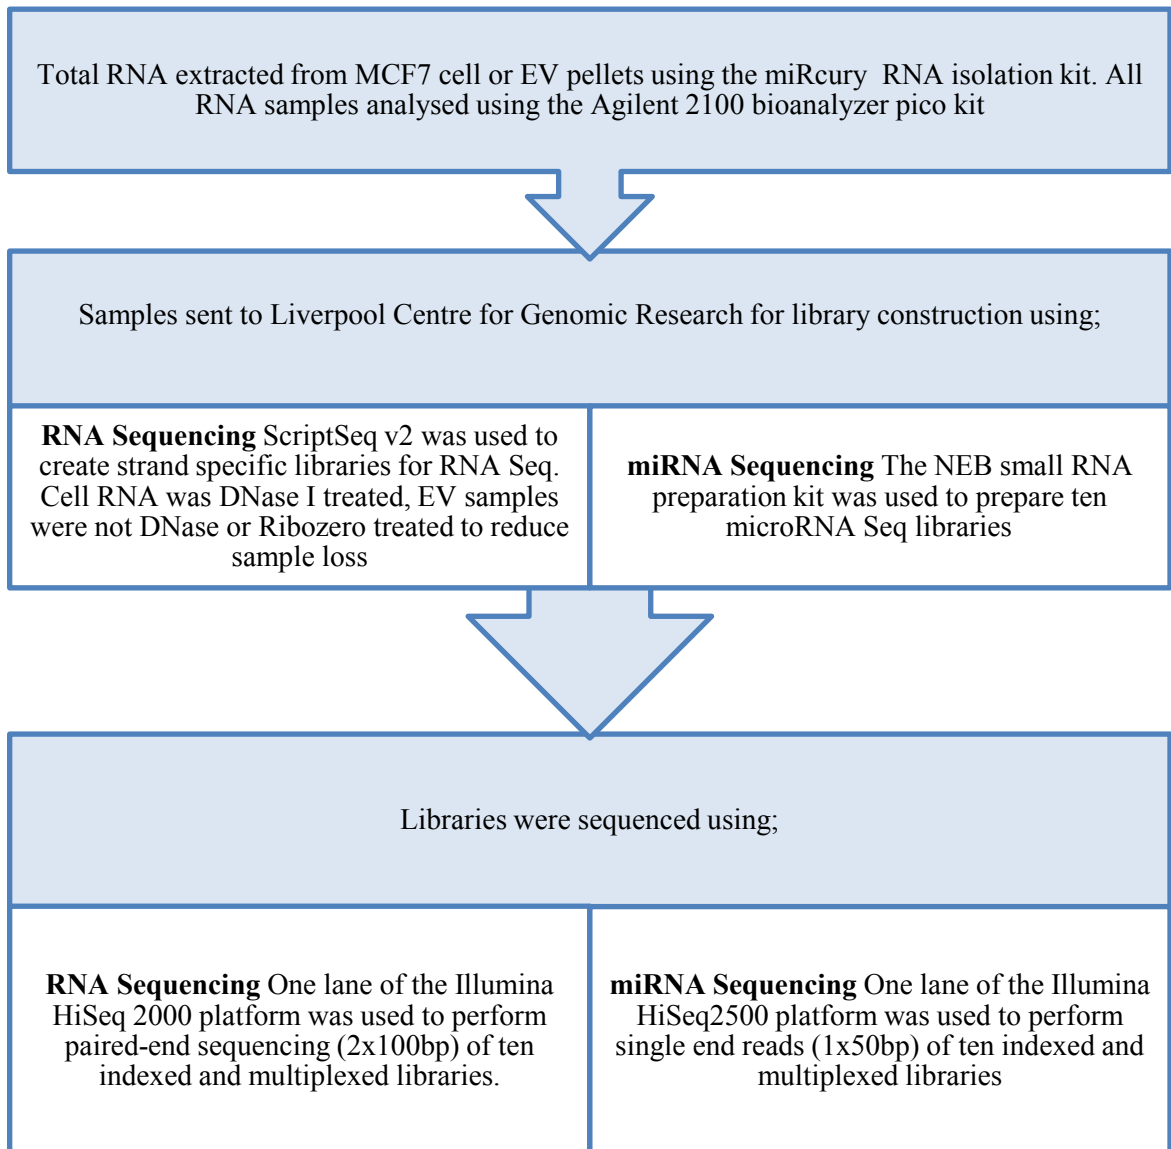 Total RNA extracted from MCF7 cell or EV pellets using the miRcury RNA isolation kit. All
RNA samples analysed using the Agilent 2100 bioanalyzer pico kit
Samples sent to Liverpool Centre for Genomic Research for library construction using;
RNA Sequencing ScriptSeq v2 was used to
create strand specific libraries for RNA Seq.
Cell RNA was DNase I treated, EV samples
were not DNase or Ribozero treated to reduce
sample loss
miRNA Sequencing The NEB small RNA
preparation kit was used to prepare ten
microRNA Seq libraries
Libraries were sequenced using;
RNA Sequencing One lane of the Illumina
HiSeq 2000 platform was used to perform
paired-end sequencing (2x100bp) of ten
indexed and multiplexed libraries.
miRNA Sequencing One lane of the Illumina
HiSeq2500 platform was used to perform
single end reads (1x50bp) of ten indexed and
multiplexed libraries